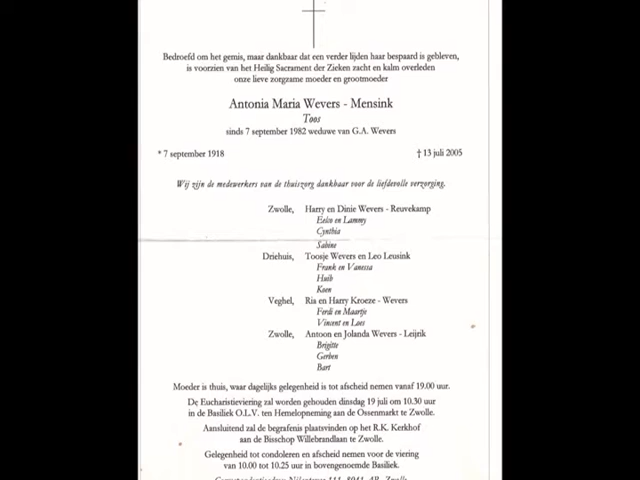 Bedroefd om het gemis, maar dankbaar dat een verder lijden haar bespaard is gebleven,
is voorzien van het Heilig Sacrament der Zieken zacht en kalm overleden
onze lieve zorgzame moeder en grootmoeder
Antonia Maria Wevers - Mensink
Toos
sinds 7 september 1982 weduwe van G.A. Wevers
* 7 september 1918 † 13 juli 2005
Wij zijn de medewerkers van de thuiszorg dankbaar voor de liefdevolle verzorging.
Zwolle, Harry en Dinie Wevers - Reuvekamp
Eelco en Lammy
Cynthia
Sabine
Driehuis, Toosje Wevers en Leo Leusink
Frank en Vanessa
Huib
Koen
Veghel, Ria en Harry Kroeze - Wevers
Ferdi en Maartje
Vincent en Loes
Zwolle, Antoon en Jolanda Wevers - Leijrik
Brigitte
Gerben
Bart
Moeder is thuis, waar dagelijks gelegenheid is tot afscheid nemen vanaf 19.00 uur.
De Eucharistieviering zal worden gehouden dinsdag 19 juli om 10.30 uur
in de Basiliek O.L.V. ten Hemelopneming aan de Ossenmarkt te Zwolle.
Aansluitend zal de begrafenis plaatsvinden op het R.K. Kerkhof
aan de Bisschop Willebrandlaan te Zwolle.
Gelegenheid tot condoleren en afscheid nemen voor de viering
van 10.00 tot 10.25 uur in bovengenoemde Basiliek.